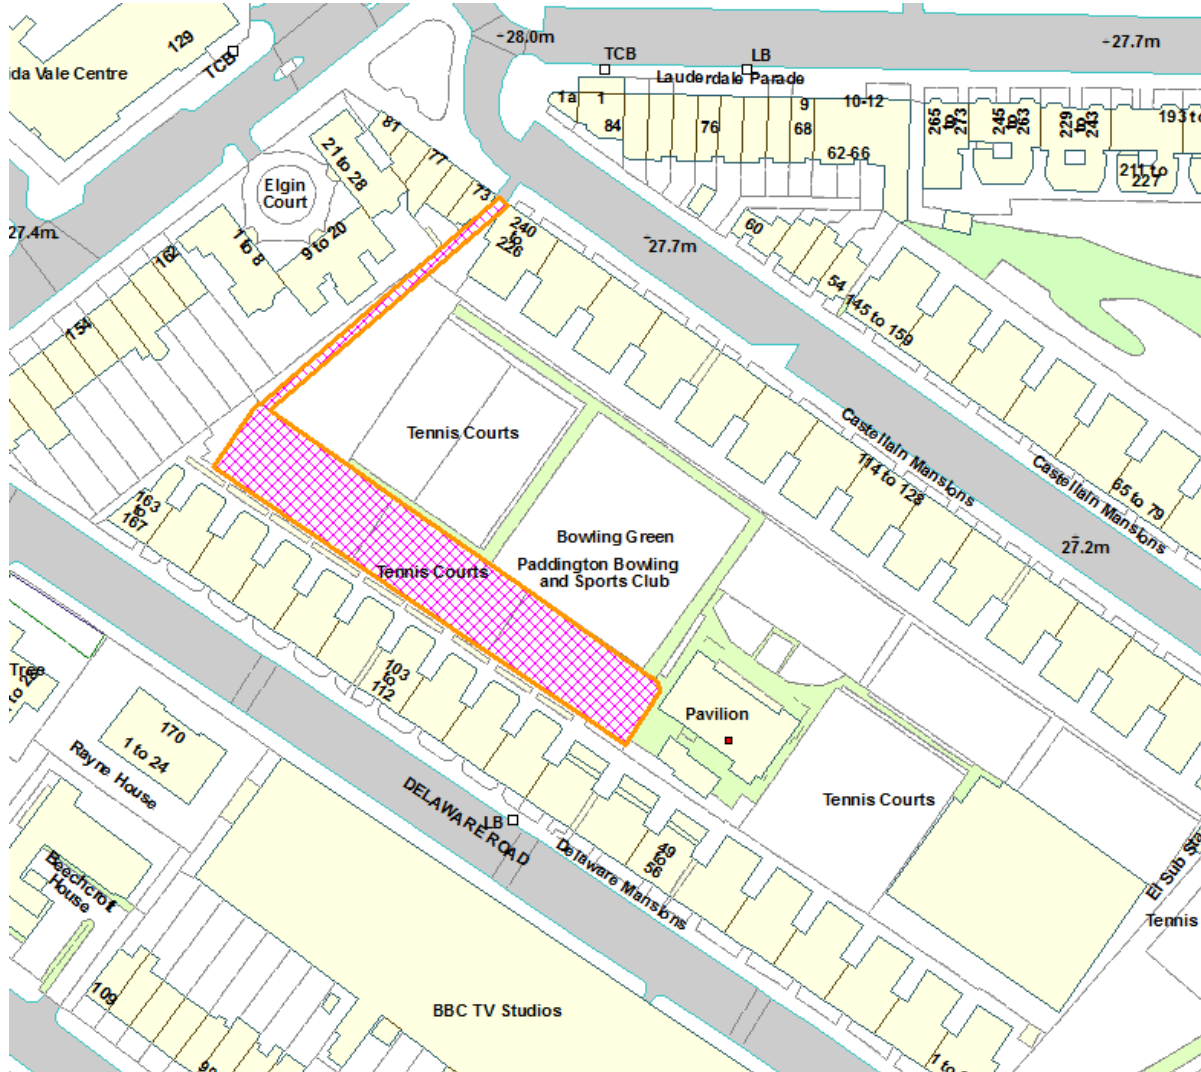 129
TCB
ida Vale Centre
28.0m
TCB
LB
27.7m
Lauderdale Parade
1a
1
84
76
9
68
10-12
62-66
265
to
273
245
to
263
229
to
243
193 to
211 to
227
81
77
73
21 to 28
Elgin
Court
1 to 8
9 to 20
27.4m
162
154
240
to
226
27.7m
60
54
145 to 159
Tennis Courts
Castellain Mansions
114 to 128
Castellain Mansions
65 to 79
27.2m
Bowling Green
Paddington Bowling
and Sports Club
Tennis Courts
163
to
167
103
to
112
Tree
Pavilion
170
1 to 24
Rayne House
Tennis Courts
DELAWARE ROAD
LB
Delaware Mansions
49
to
56
El Sub Sta
Tennis
Beechcroft
House
109
BBC TV Studios